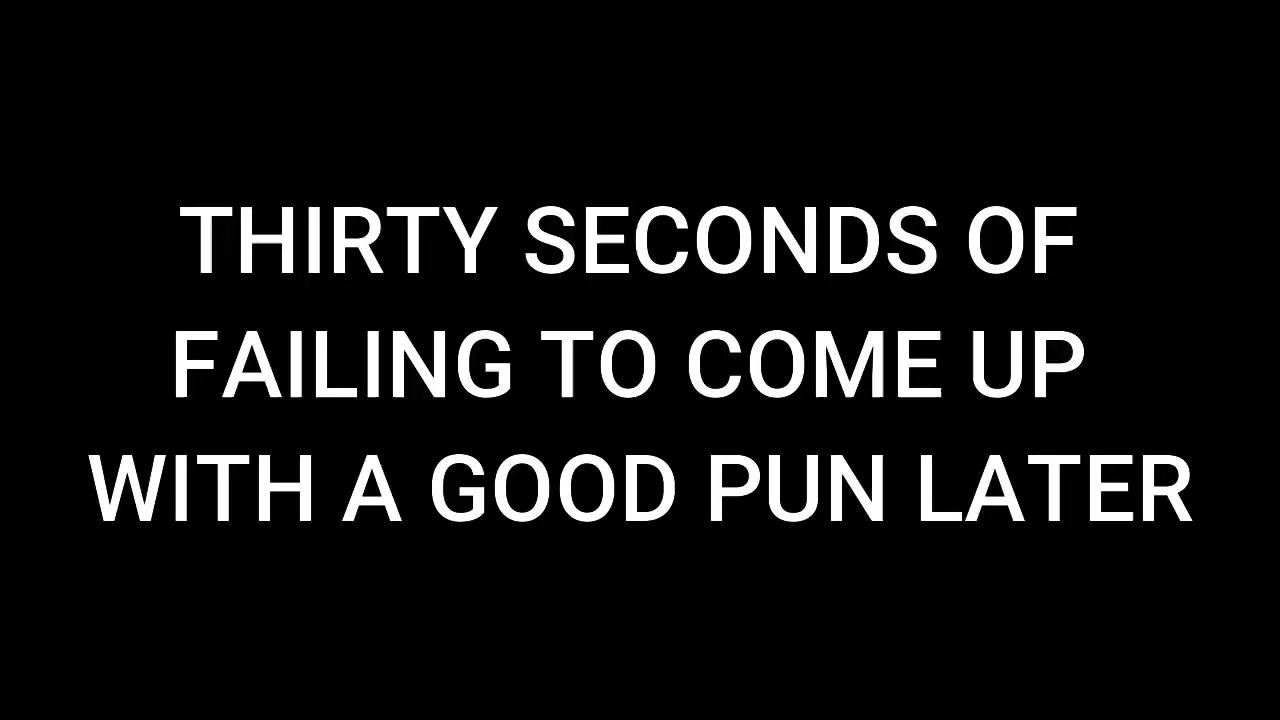 THIRTY SECONDS OF
FAILING TO COME UP
WITH A GOOD PUN LATER